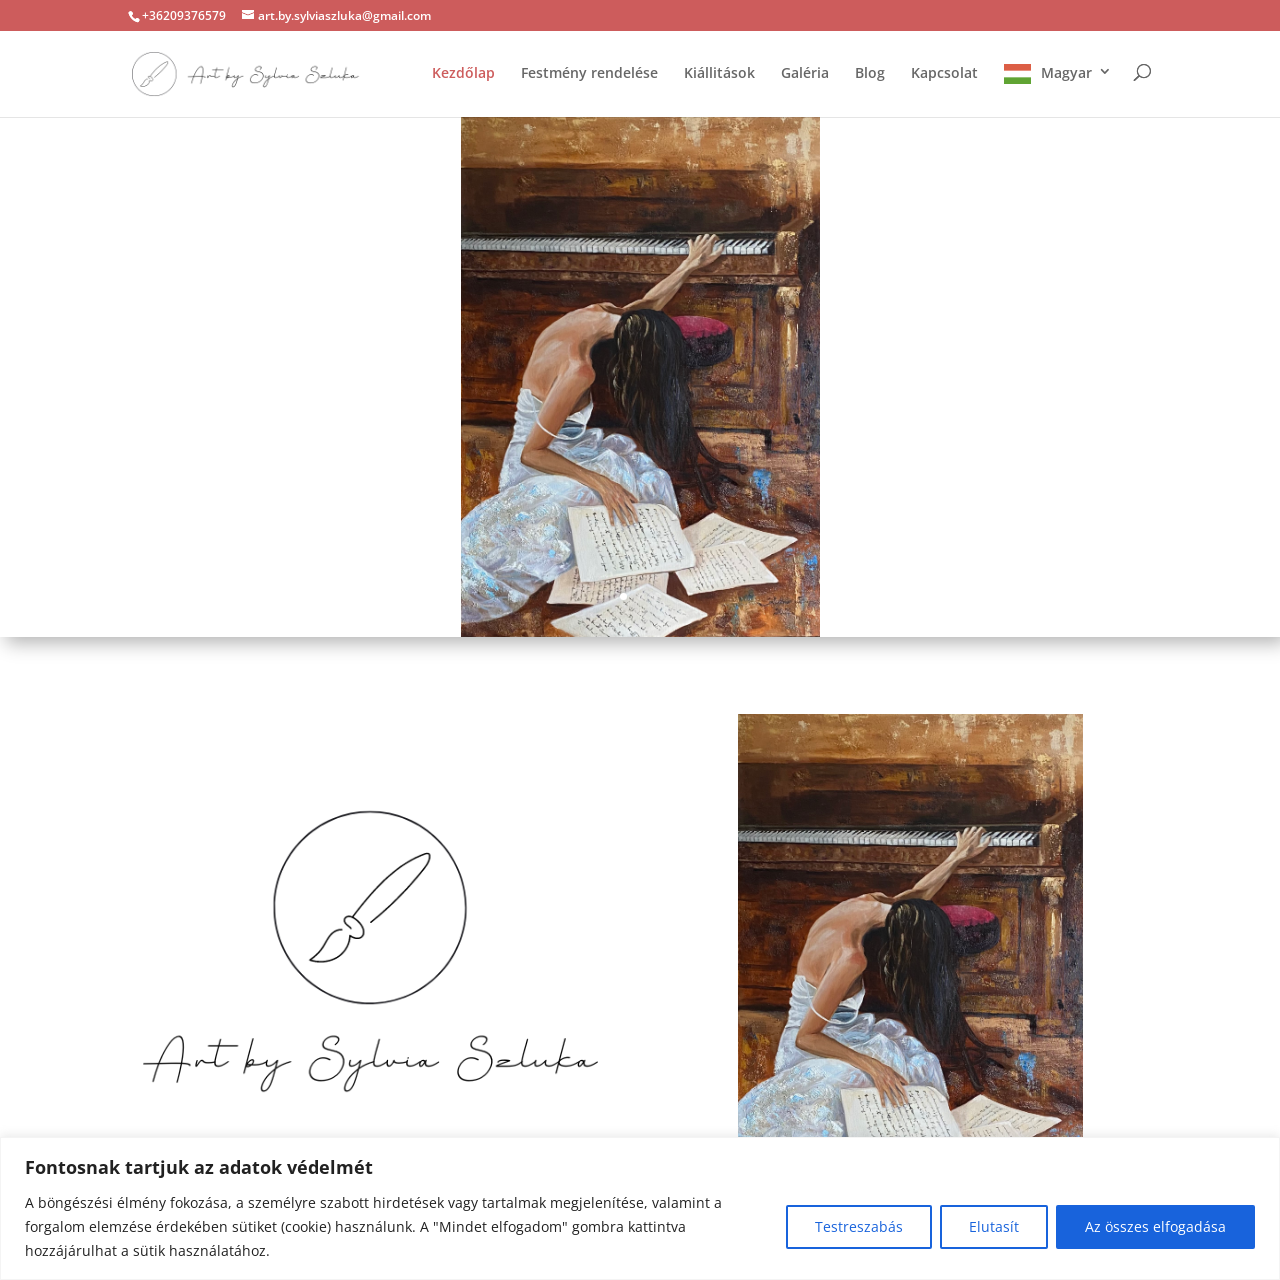 +36209376579 art.by.sylviaszluka@gmail.com
Art by Sylvia Szluka
Kezdőlap Festmény rendelése Kiállitások Galéria Blog Kapcsolat Magyar
Art by Sylvia Szluka
Fontosnak tartjuk az adatok védelmét
A böngészési élmény fokozása, a személyre szabott hirdetések vagy tartalmak megjelenítése, valamint a
forgalom elemzése érdekében sütiket (cookie) használunk. A "Mindet elfogadom" gombra kattintva
hozzájárulhat a sütik használatához.
Testreszabás Elutasít Az összes elfogadása